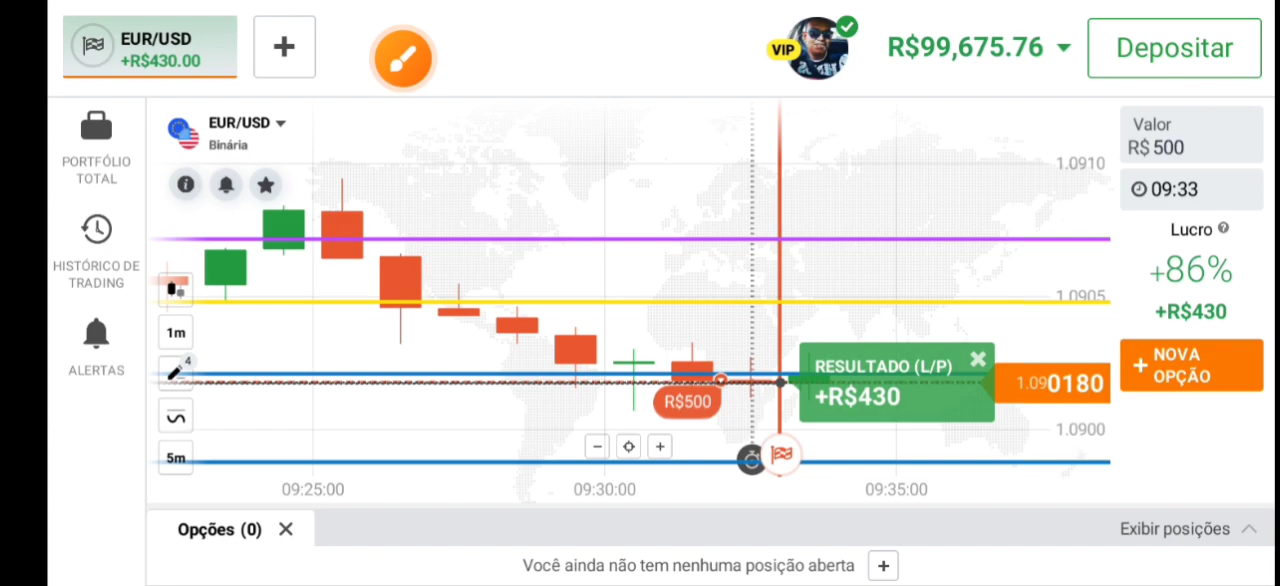 EUR/USD
+R$430.00
+
VIP
R$99,675.76
Depositar
PORTFÓLIO
TOTAL
HISTÓRICO DE
TRADING
ALERTAS
EUR/USD
Binária
1m
4
5m
1.0910
1.0905
1.0900
R$500
RESULTADO (L/P)
+R$430
1.090180
09:25:00
09:30:00
09:35:00
Valor
R$ 500
09:33
Lucro ?
+86%
+R$430
+ NOVA
OPÇÃO
Opções (0)
Exibir posições
Você ainda não tem nenhuma posição aberta +